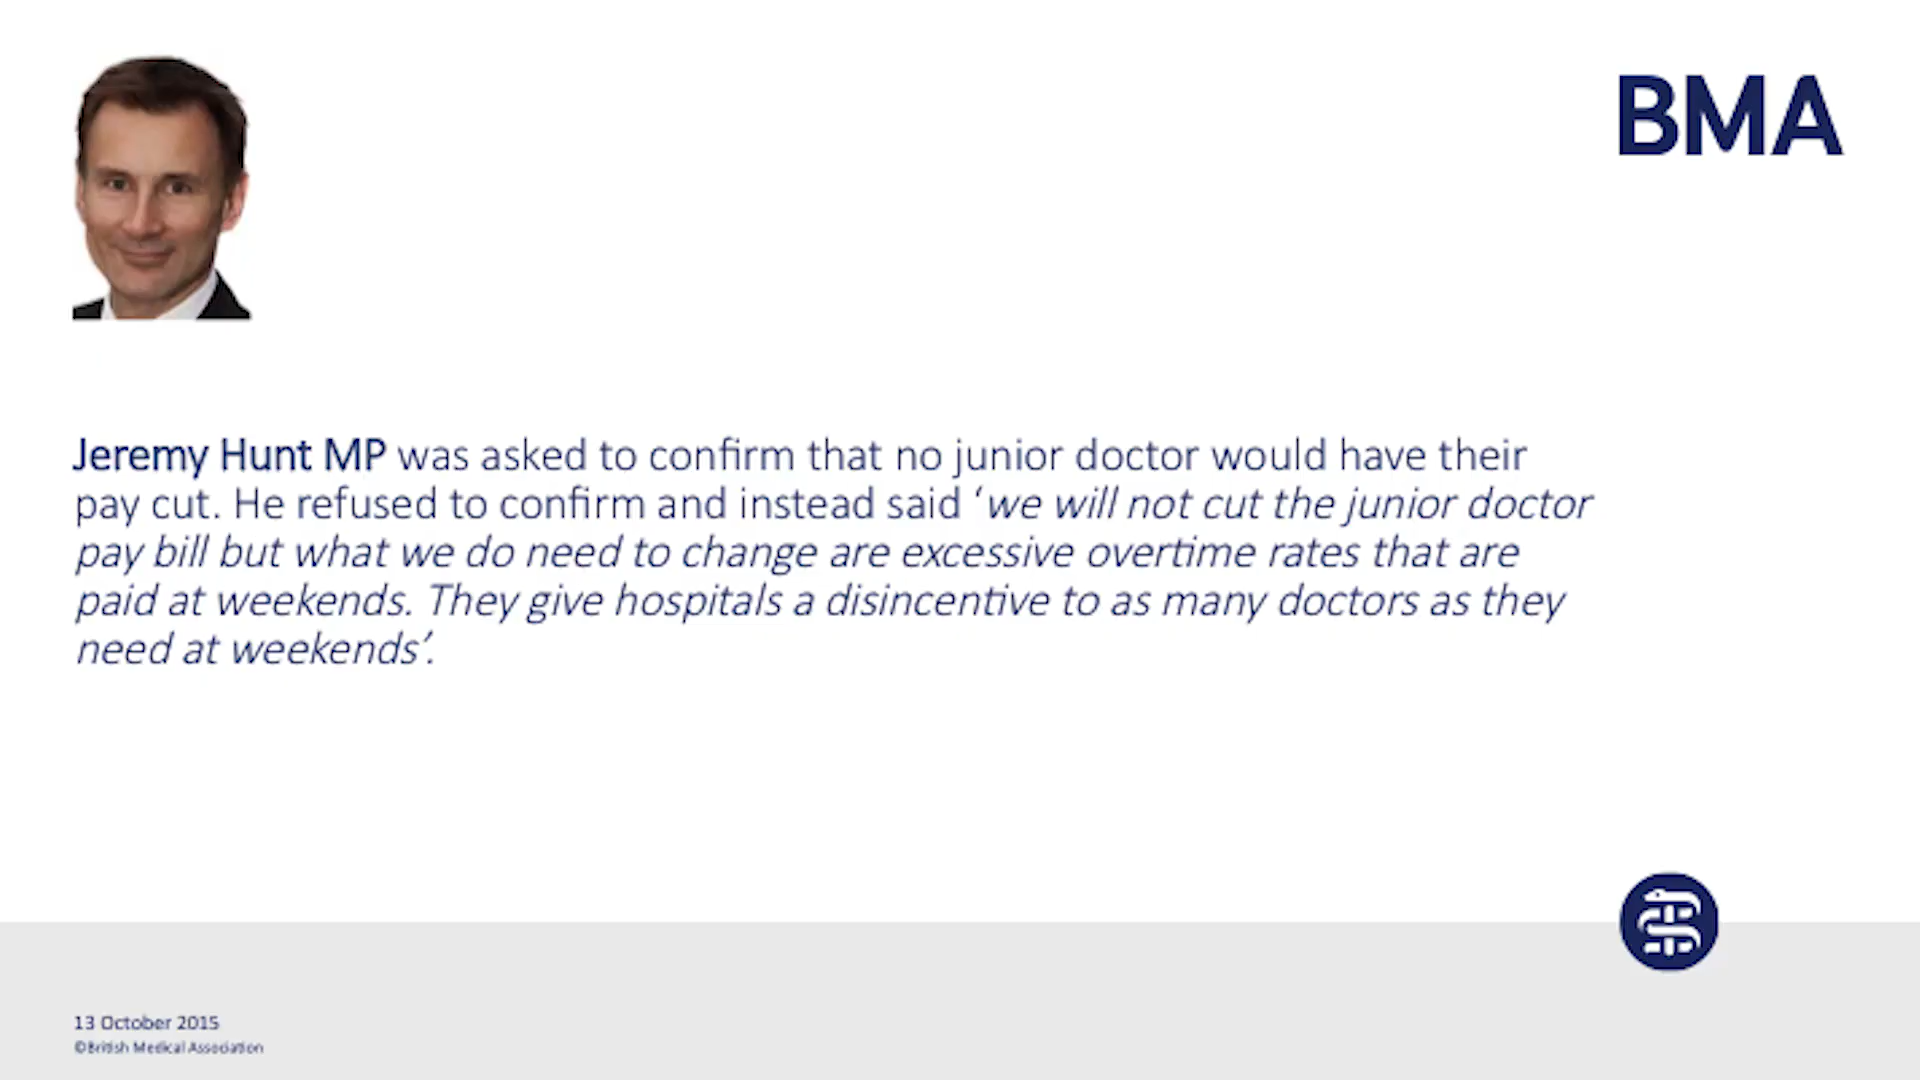 BMA
Jeremy Hunt MP was asked to confirm that no junior doctor would have their
pay cut. He refused to confirm and instead said ‘we will not cut the junior doctor
pay bill but what we do need to change are excessive overtime rates that are
paid at weekends. They give hospitals a disincentive to as many doctors as they
need at weekends’.
13 October 2015
©British Medical Association